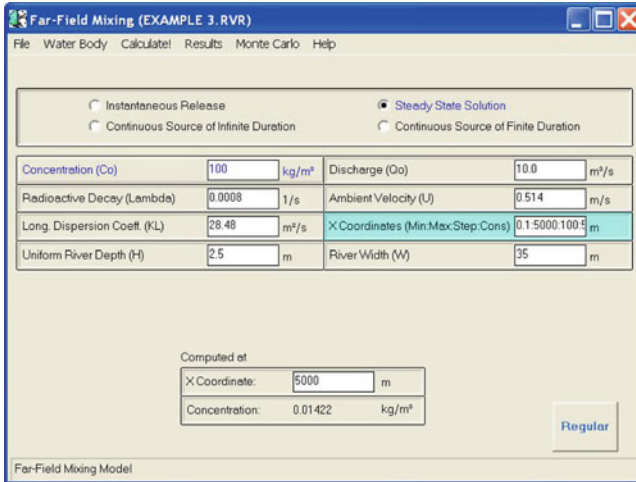 Far-Field Mixing (EXAMPLE 3.RVR)
File Water Body Calculate! Results Monte Carlo Help
Instantaneous Release Steady State Solution
Continuous Source of Infinite Duration Continuous Source of Finite Duration
Concentration (Co) 100 kg/m³ Discharge (Qo) 10.0 m³/s
Radioactive Decay (Lambda) 0.0008 1/s Ambient Velocity (U) 0.514 m/s
Long. Dispersion Coeff. (KL) 28.48 m²/s X Coordinates (Min:Max:Step:Cons) 0.1:5000:100:5 m
Uniform River Depth (H) 2.5 m River Width (W) 35 m
Computed at
X Coordinate: 5000 m
Concentration: 0.01422 kg/m³
Regular
Far-Field Mixing Model